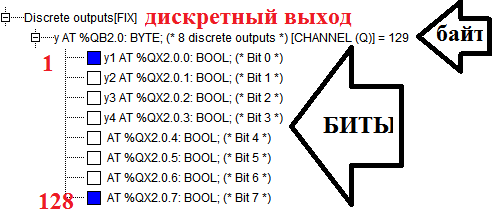 Discrete outputs[FIX] дискретный выход
y AT %QB2.0: BYTE; (* 8 discrete outputs *) [CHANNEL (Q)] = 129 байт
1 y1 AT %QX2.0.0: BOOL; (* Bit 0 *)
y2 AT %QX2.0.1: BOOL; (* Bit 1 *)
y3 AT %QX2.0.2: BOOL; (* Bit 2 *)
y4 AT %QX2.0.3: BOOL; (* Bit 3 *) БИТЫ
AT %QX2.0.4: BOOL; (* Bit 4 *)
AT %QX2.0.5: BOOL; (* Bit 5 *)
AT %QX2.0.6: BOOL; (* Bit 6 *)
128 AT %QX2.0.7: BOOL; (* Bit 7 *)